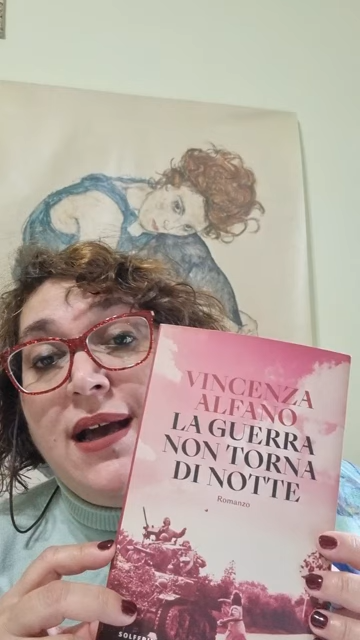 VINCENZA
ALFANO
LA GUERRA
NON TORNA
DI NOTTE
Romanzo